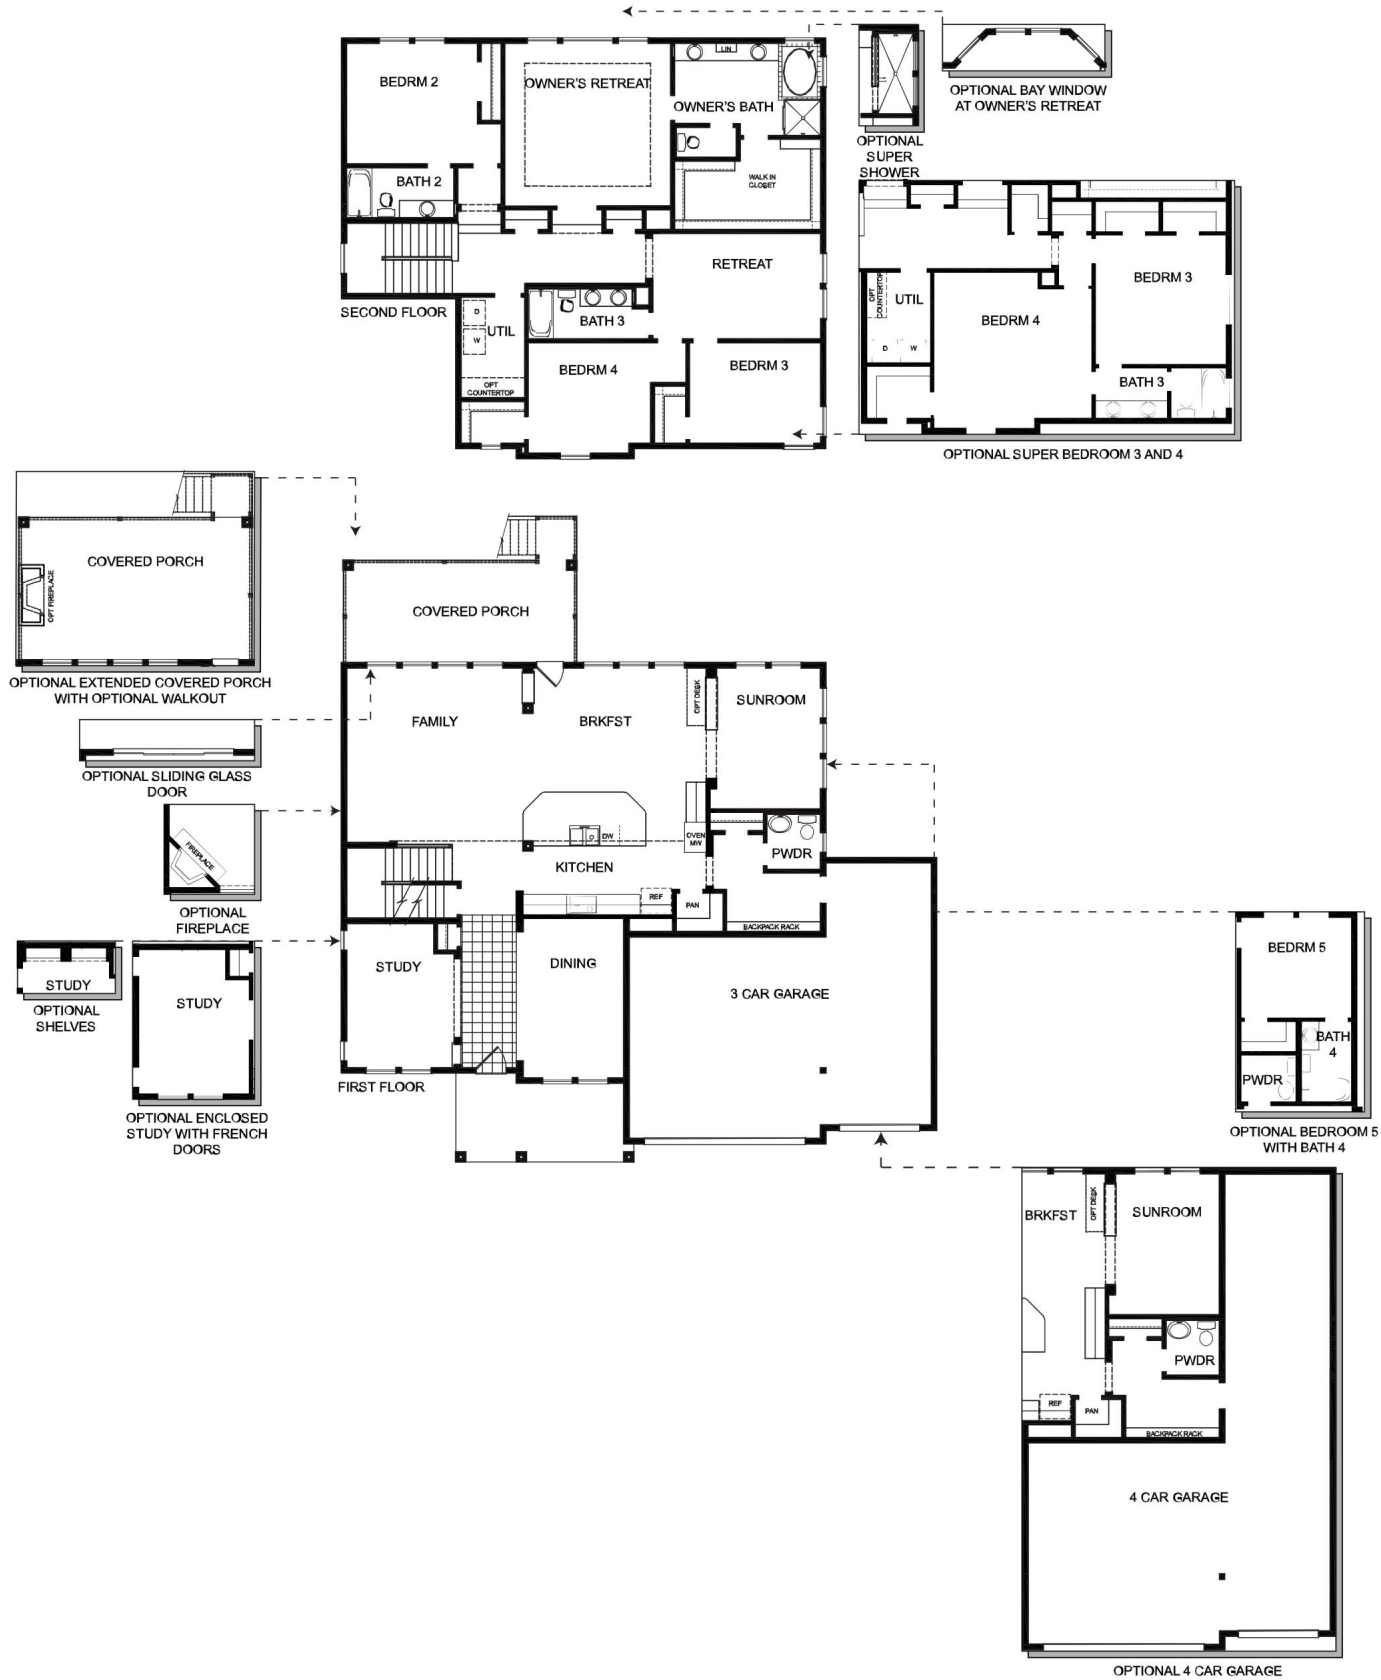 LIN
BEDRM 2
OWNER'S RETREAT
OWNER'S BATH
OPTIONAL BAY WINDOW
AT OWNER'S RETREAT
OPTIONAL
SUPER
SHOWER
BATH 2
WALK IN
CLOSET
RETREAT
SECOND FLOOR
D
W
UTIL
BATH 3
OPT
COUNTERTOP
BEDRM 4
BEDRM 3
OPT
COUNTERTOP
UTIL
D
W
BEDRM 4
BEDRM 3
BATH 3
OPTIONAL SUPER BEDROOM 3 AND 4
COVERED PORCH
OPT FIREPLACE
OPTIONAL EXTENDED COVERED PORCH
WITH OPTIONAL WALKOUT
COVERED PORCH
FAMILY
BRKFST
OPT DESK
SUNROOM
OPTIONAL SLIDING GLASS
DOOR
FIREPLACE
OPTIONAL
FIREPLACE
DW
OVEN
MW
PWDR
KITCHEN
REF
PAN
BACKPACK RACK
STUDY
OPTIONAL
SHELVES
STUDY
OPTIONAL ENCLOSED
STUDY WITH FRENCH
DOORS
STUDY
DINING
3 CAR GARAGE
FIRST FLOOR
BEDRM 5
BATH
4
PWDR
OPTIONAL BEDROOM 5
WITH BATH 4
BRKFST
OPT DESK
SUNROOM
PWDR
REF
PAN
BACKPACK RACK
4 CAR GARAGE
OPTIONAL 4 CAR GARAGE